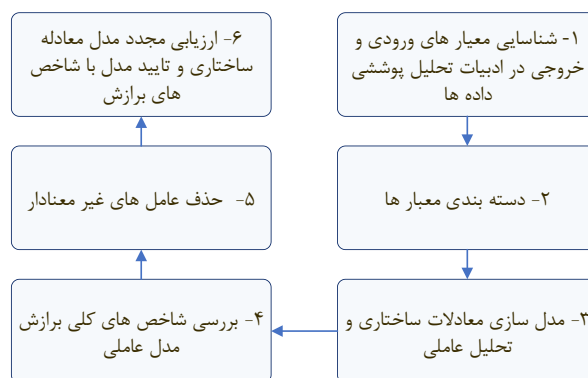 ۱- شناسایی معیار های ورودی و
خروجی در ادبیات تحلیل پوششی
داده ها
۲- دسته بندی معبار ها
۳- مدل سازی معادلات ساختاری و
تحلیل عاملی
۴- بررسی شاخص های کلی برازش
مدل عاملی
۵- حذف عامل های غیر معنادار
۶- ارزیابی مجدد مدل معادله
ساختاری و تایید مدل با شاخص
های برازش